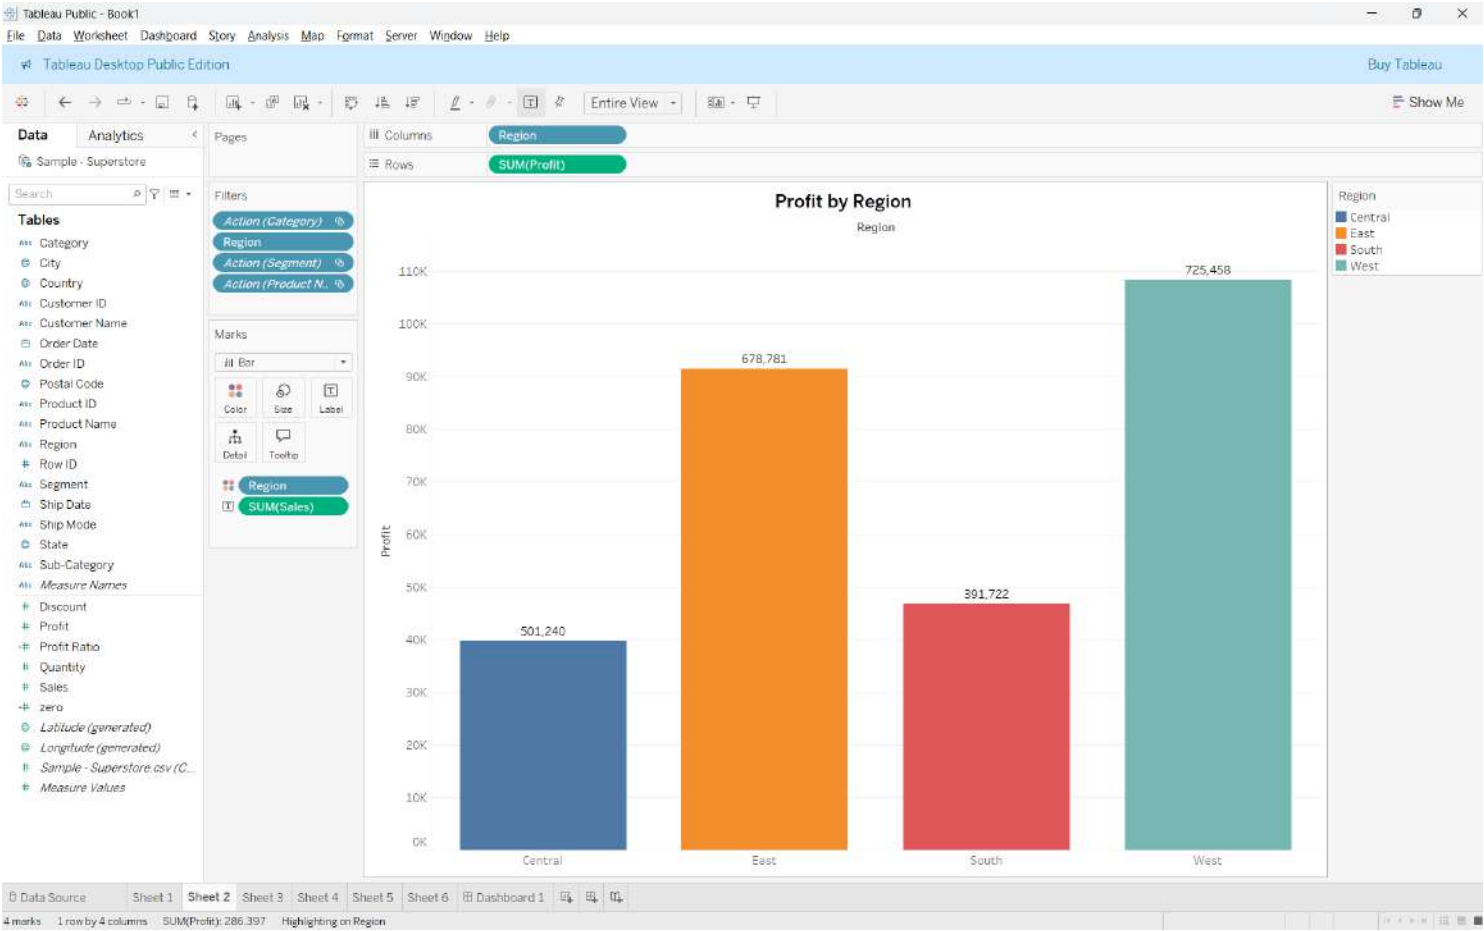 Tableau Public - Book1
File Data Worksheet Dashboard Story Analysis Map Format Server Window Help
Tableau Desktop Public Edition
Buy Tableau
Entire View
Show Me
Data Analytics
Sample - Superstore
Search
Tables
Category
City
Country
Customer ID
Customer Name
Order Date
Order ID
Postal Code
Product ID
Product Name
Region
Row ID
Segment
Ship Date
Ship Mode
State
Sub-Category
Measure Names
Discount
Profit
Profit Ratio
Quantity
Sales
zero
Latitude (generated)
Longitude (generated)
Sample - Superstore.csv (C...
Measure Values
Pages
Filters
Action (Category)
Region
Action (Segment)
Action (Product N..
Marks
Bar
Color Size Label
Detail Tooltip
Region
SUM(Sales)
Columns Region
Rows SUM(Profit)
Profit by Region
Region
110K
100K
90K
80K
70K
60K
50K
40K
30K
20K
10K
0K
Profit
501,240
678,781
391,722
725,458
Central East South West
Region
Central
East
South
West
Data Source Sheet 1 Sheet 2 Sheet 3 Sheet 4 Sheet 5 Sheet 6 Dashboard 1
4 marks 1 row by 4 columns SUM(Profit): 286,397 Highlighting on Region